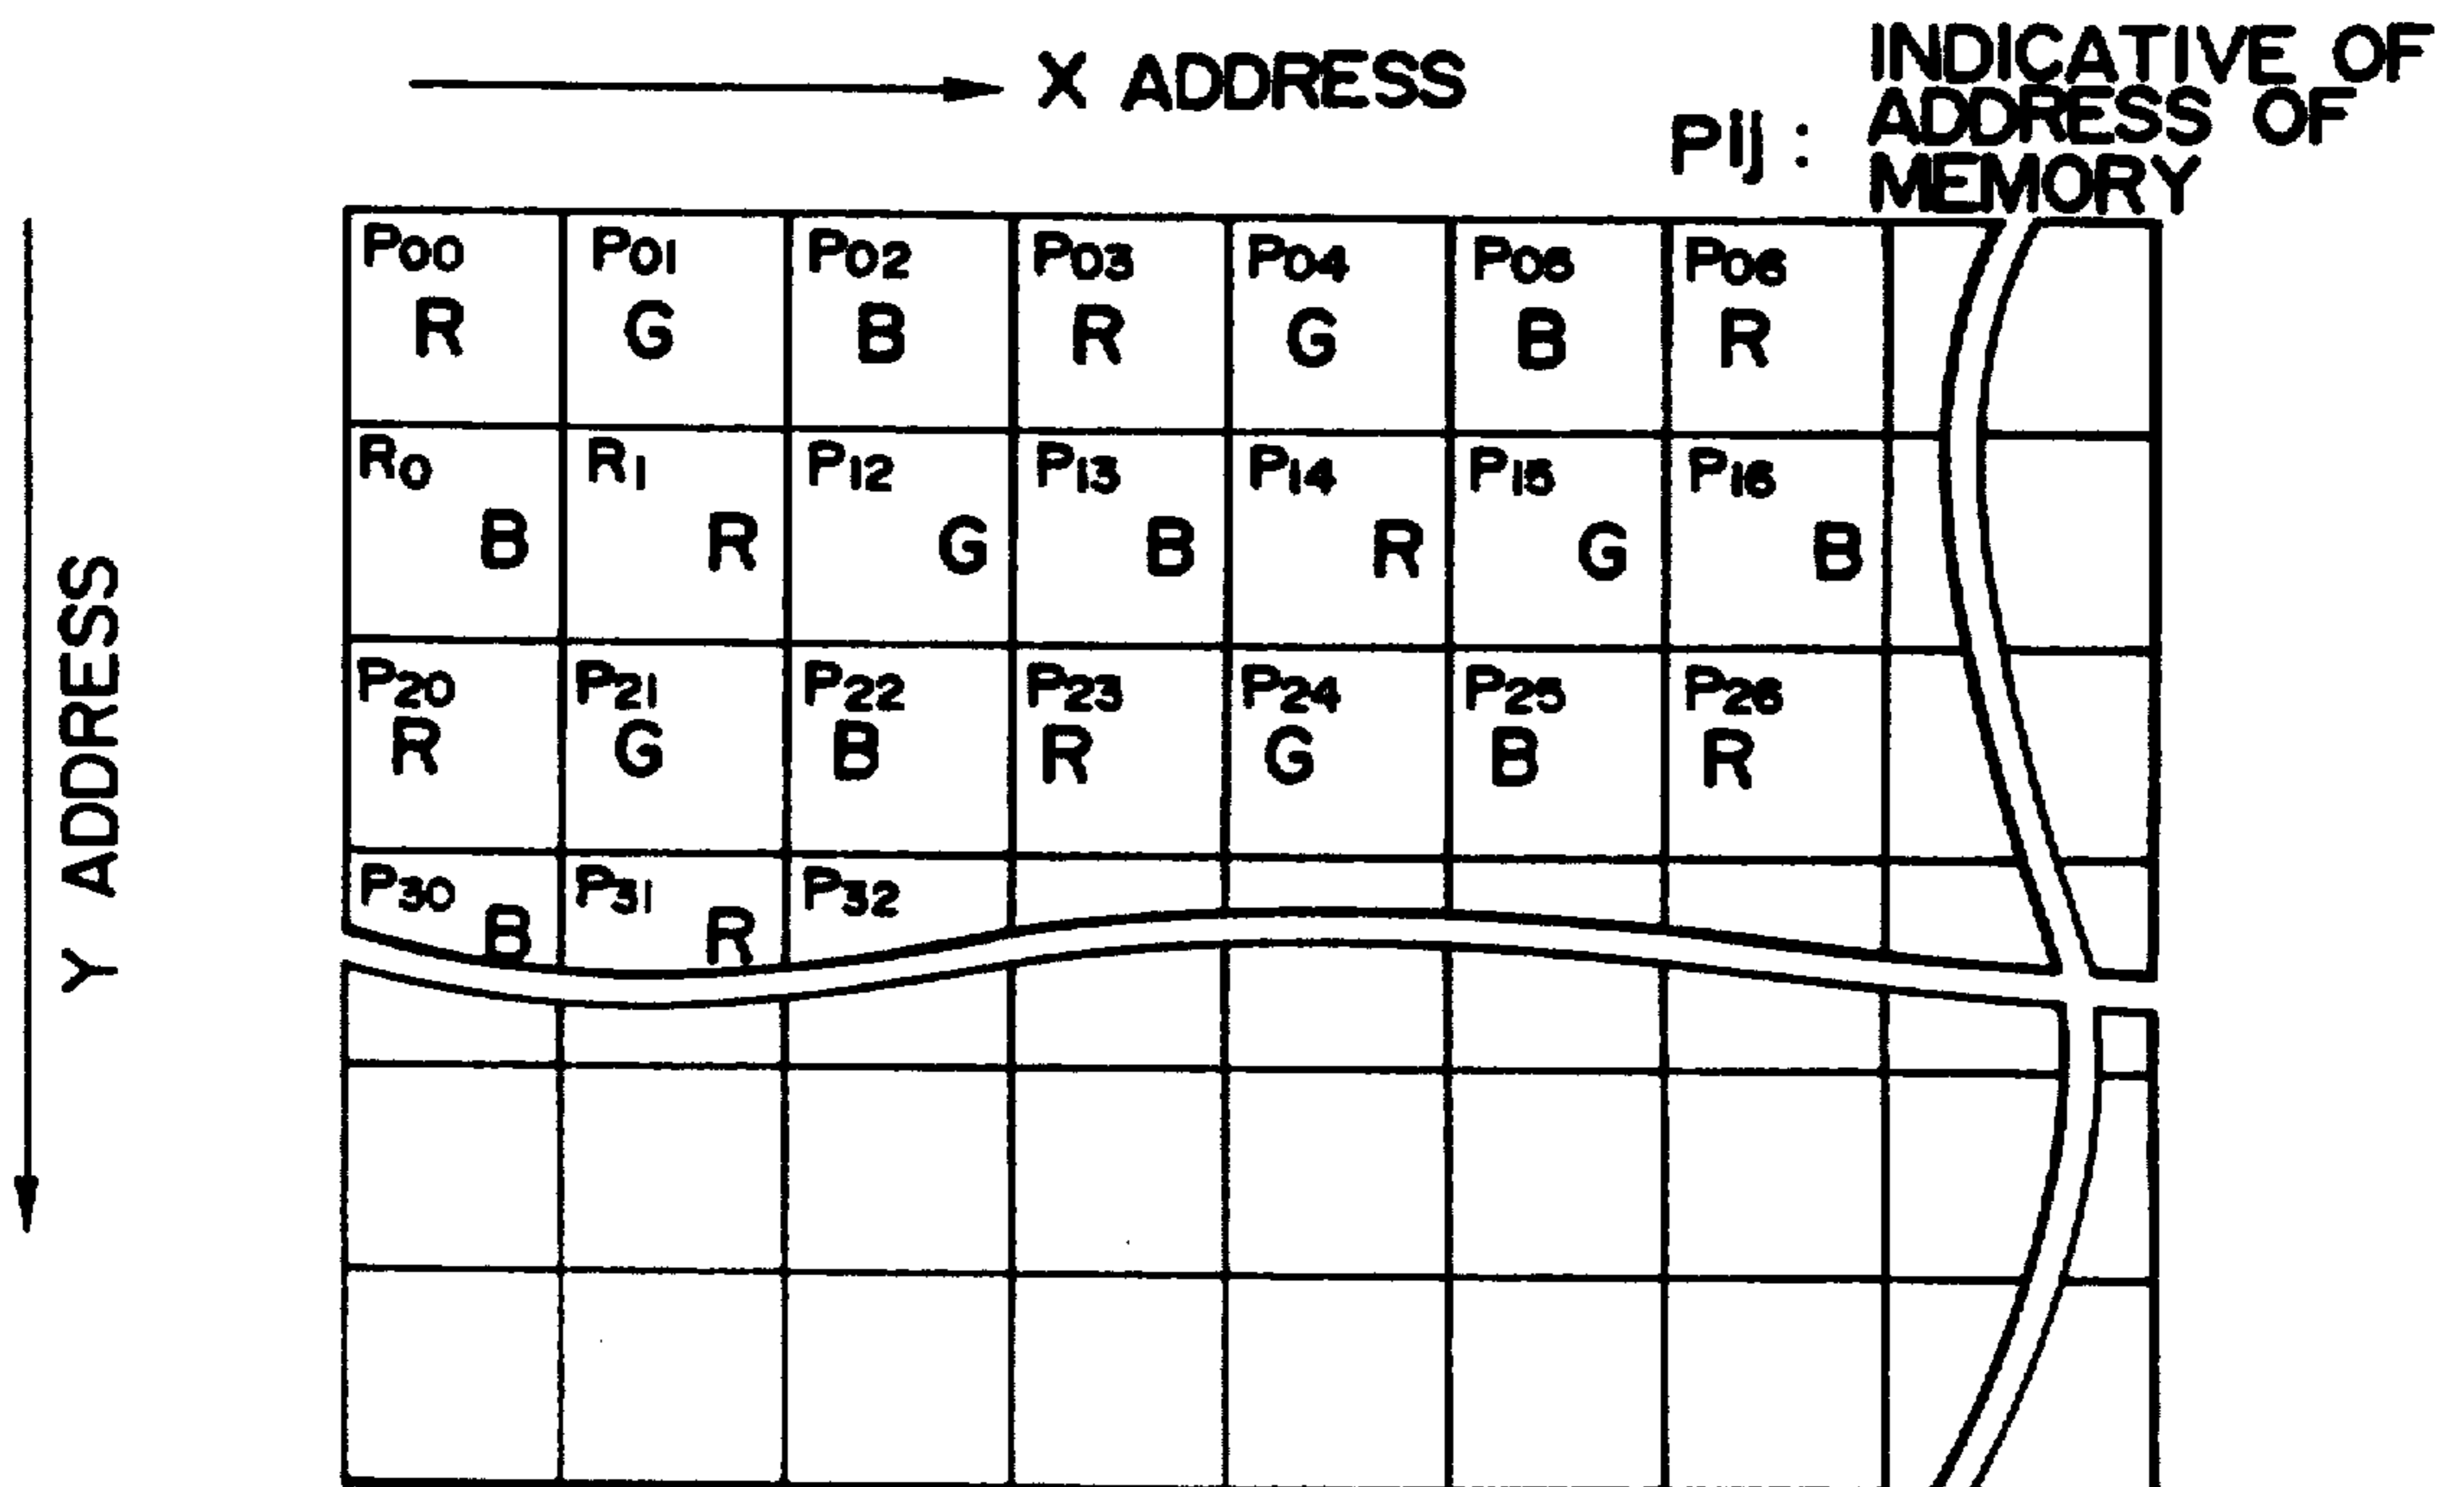 X ADDRESS
Pij : INDICATIVE OF
ADDRESS OF
MEMORY
Y ADDRESS
P00 P01 P02 P03 P04 P05 P06
R G B R G B R
R0 R1 P12 P13 P14 P15 P16
B R G B R G B
P20 P21 P22 P23 P24 P25 P26
R G B R G B R
P30 P31 P32
B R